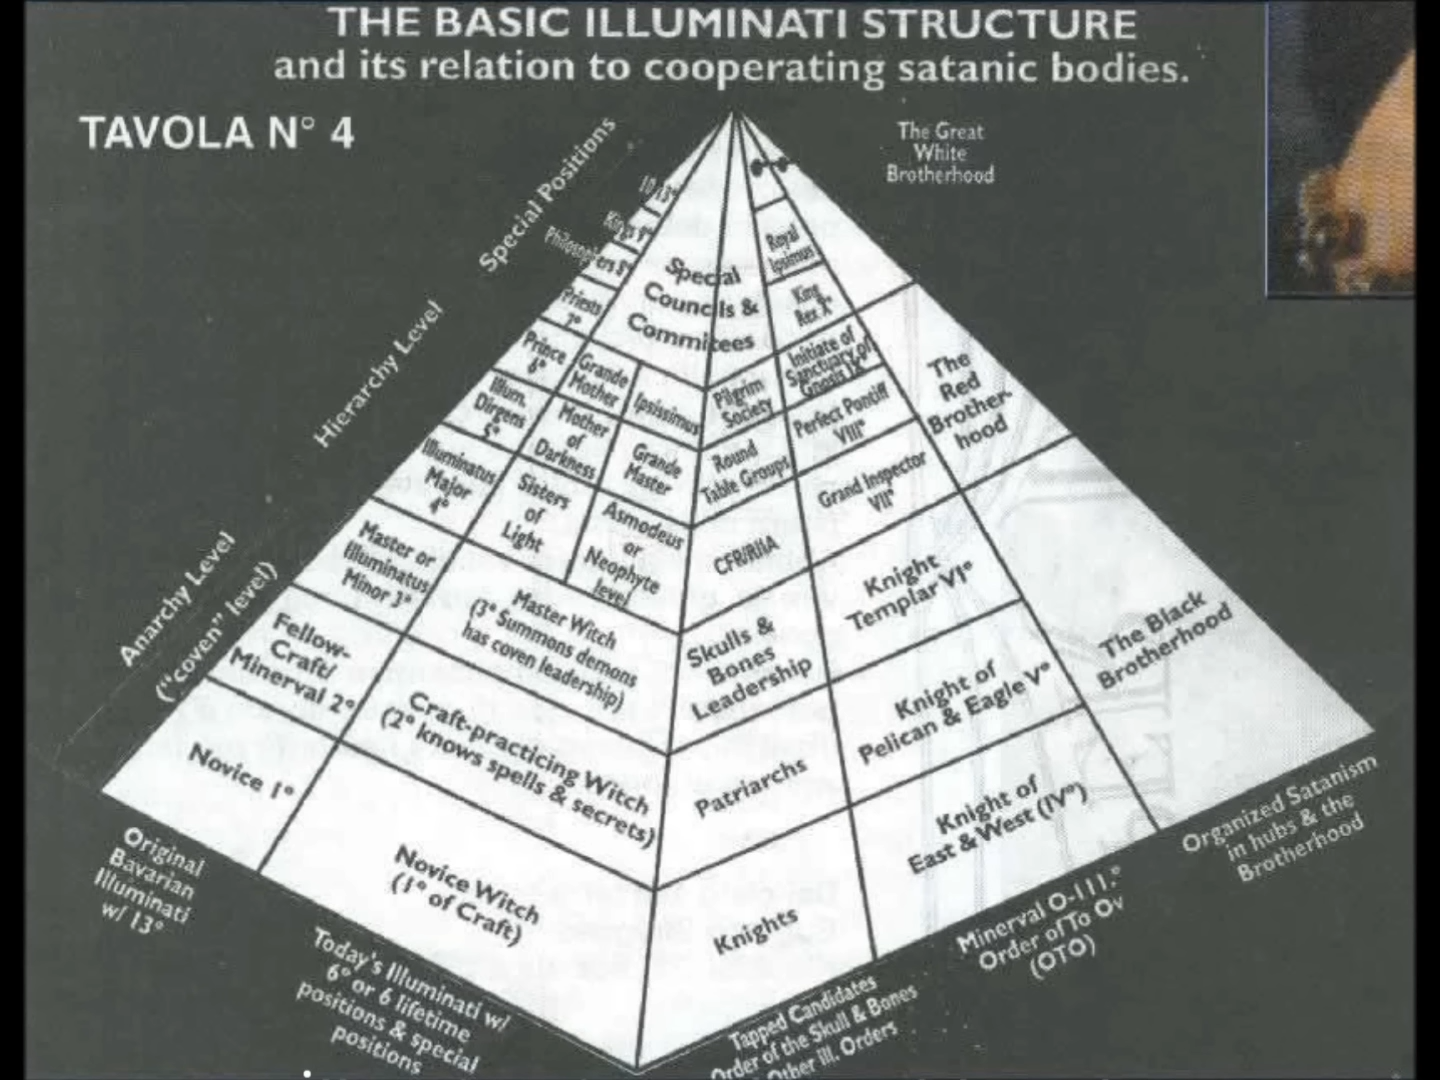 THE BASIC ILLUMINATI STRUCTURE
and its relation to cooperating satanic bodies.
TAVOLA N° 4
The Great
White
Brotherhood
Special Positions
Hierarchy Level
Anarchy Level
("coven" level)
Kings 9°
Philosophers 8°
Priests
7°
Prince
6°
Illum.
Dirgens
5°
Illuminatus
Major
4°
Master or
Illuminatus
Minor 3°
Fellow-
Craft/
Minerval 2°
Novice 1°
Special
Councils &
Commitees
Grande
Mother
Ipsissimus
Mother
of
Darkness
Grande
Master
Sisters
of
Light
Asmodeus
or
Neophyte
level
Master Witch
(3° Summons demons
has coven leadership)
Craft-practicing Witch
(2° knows spells & secrets)
Novice Witch
(1° of Craft)
Pilgrim
Society
Round
Table Groups
CFR/RIIA
Skulls &
Bones
Leadership
Patriarchs
Knights
Royal
Ipsimus
King
Rex X°
Initiate of
Sanctuary of
Gnosis IX°
Perfect Pontiff
VIII°
Grand Inspector
VII°
Knight
Templar VI°
Knight of
Pelican & Eagle V°
Knight of
East & West (IV°)
The
Red
Brother-
hood
The Black
Brotherhood
Original
Bavarian
Illuminati
w/ 13°
Today's Illuminati w/
6° or 6 lifetime
positions & special
positions
Tapped Candidates
Order of the Skull & Bones
Other ill. Orders
Minerval O-III,°
Order of To Ov
(OTO)
Organized Satanism
in hubs & the
Brotherhood